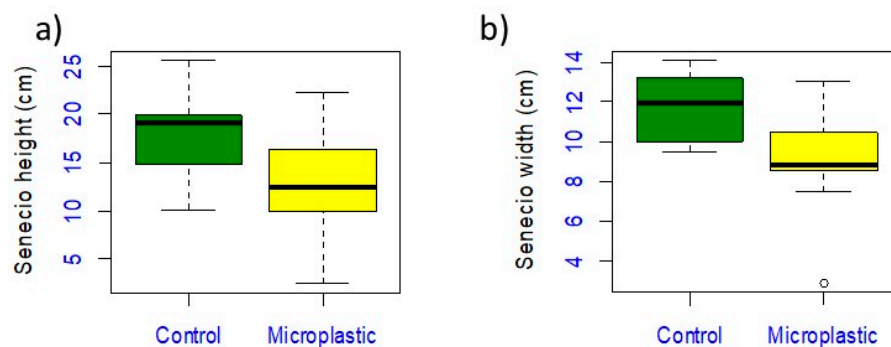 a)
Senecio height (cm)
25
20
15
10
5
Control Microplastic
b)
Senecio width (cm)
14
12
10
8
6
4
Control Microplastic